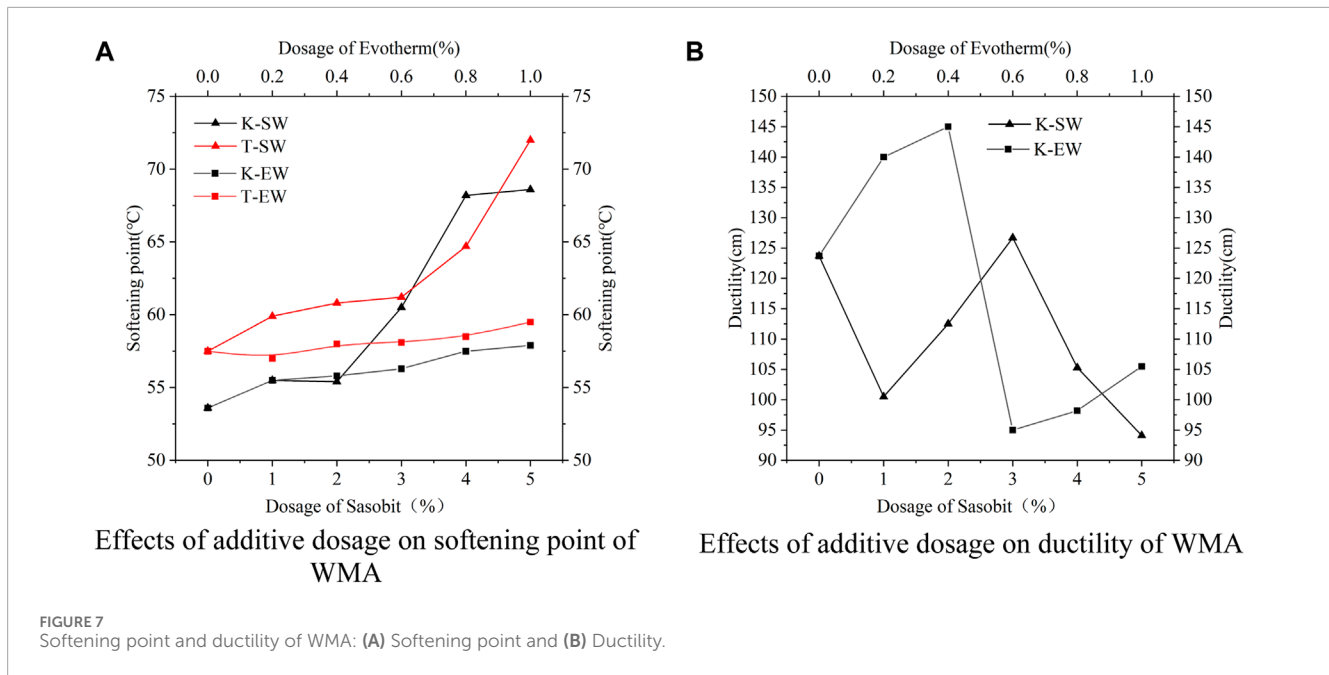 A
Dosage of Evotherm(%)
0.0 0.2 0.4 0.6 0.8 1.0
75 75
70 70
65 65
60 60
55 55
50 50
K-SW
T-SW
K-EW
T-EW
Softening point(℃)
Softening point(℃)
0 1 2 3 4 5
Dosage of Sasobit（%）
Effects of additive dosage on softening point of
WMA
B
Dosage of Evotherm(%)
0.0 0.2 0.4 0.6 0.8 1.0
150 150
145 145
140 140
135 135
130 130
125 125
120 120
115 115
110 110
105 105
100 100
95 95
90 90
K-SW
K-EW
Ductility(cm)
Ductility(cm)
0 1 2 3 4 5
Dosage of Sasobit（%）
Effects of additive dosage on ductility of WMA
FIGURE 7
Softening point and ductility of WMA: (A) Softening point and (B) Ductility.